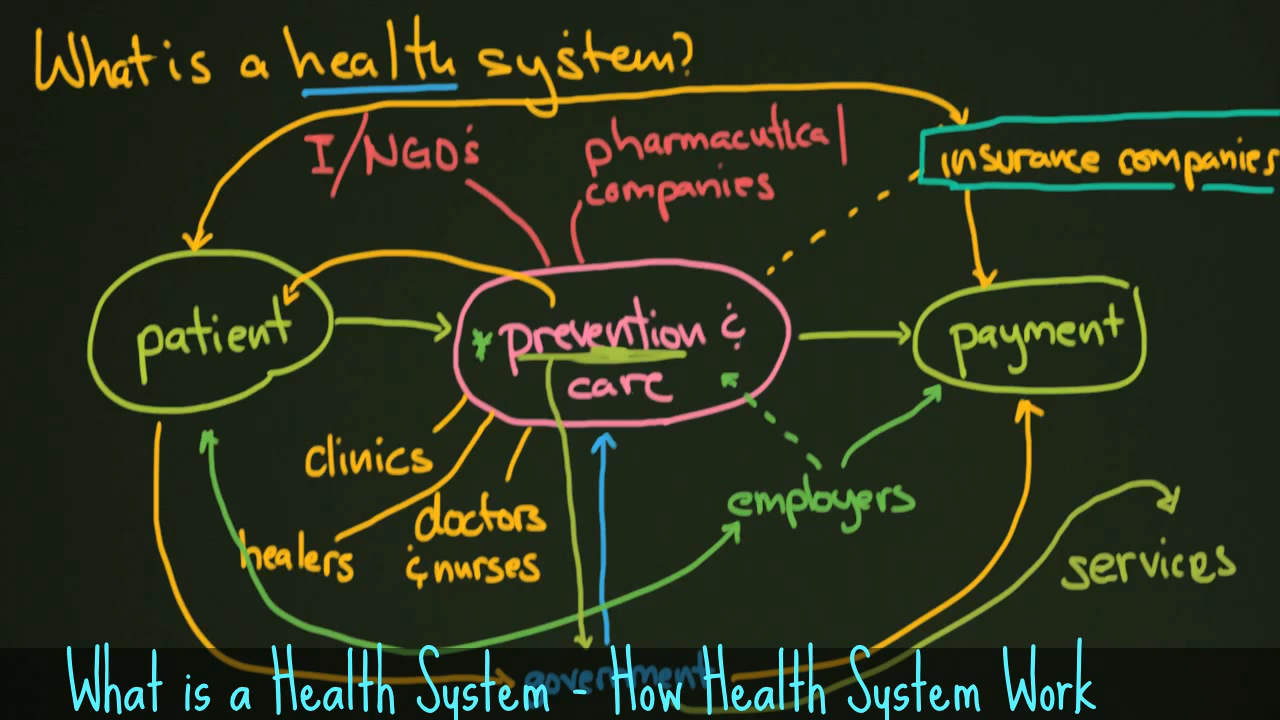 What is a health system?
I/NGO's
pharmacutical
companies
insurance companies
patient
* prevention &
care
payment
clinics
healers
doctors
& nurses
employers
services
government
What is a Health System - How Health System Work